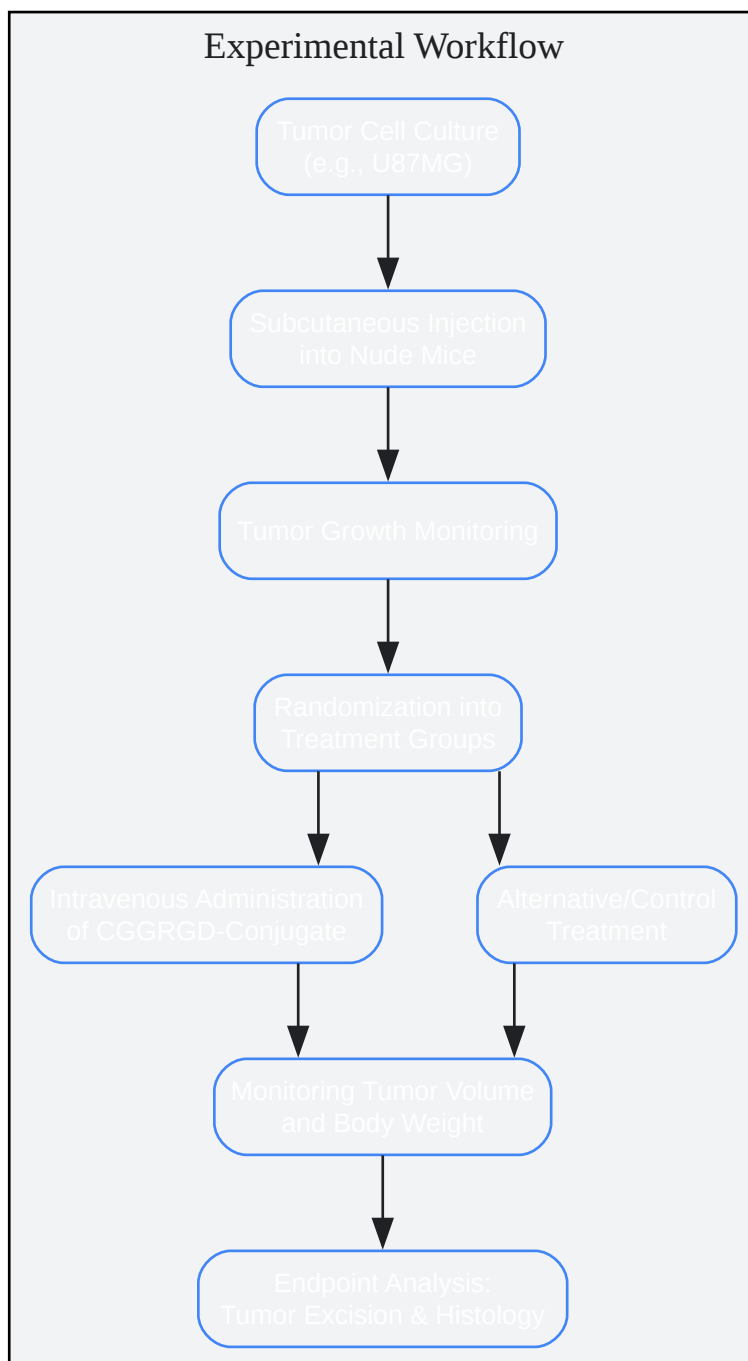 Experimental Workflow
Tumor Cell Culture
(e.g., U87MG)
Subcutaneous Injection
into Nude Mice
Tumor Growth Monitoring
Randomization into
Treatment Groups
Intravenous Administration
of CGGRGD-Conjugate
Alternative/Control
Treatment
Monitoring Tumor Volume
and Body Weight
Endpoint Analysis:
Tumor Excision & Histology